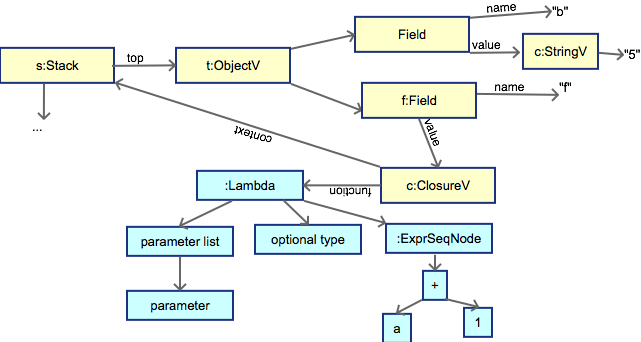 name
"b"
Field
value
s:Stack
top
t:ObjectV
c:StringV
"5"
name
"f"
f:Field
...
context
value
:Lambda
function
c:ClosureV
parameter list
optional type
:ExprSeqNode
+
parameter
a
1